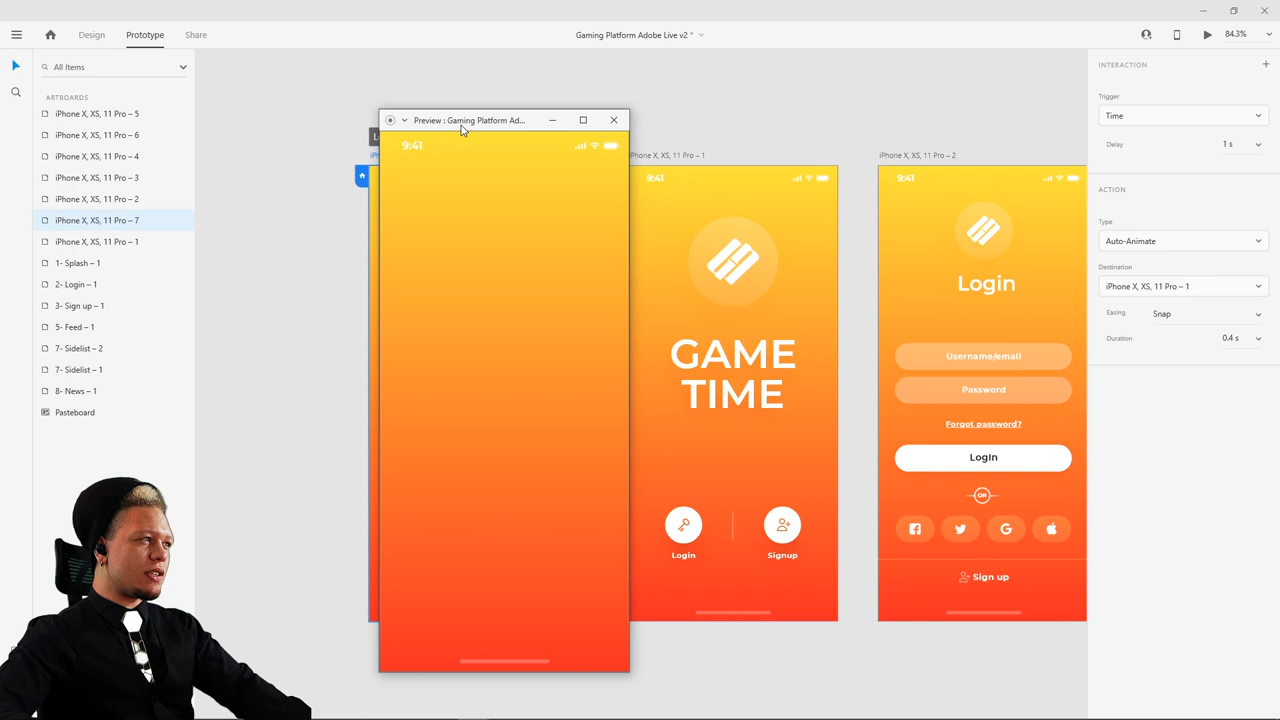 Design
Prototype
Share
Gaming Platform Adobe Live v2 *
84.3%
All Items
ARTBOARDS
iPhone X, XS, 11 Pro – 5
iPhone X, XS, 11 Pro – 6
iPhone X, XS, 11 Pro – 4
iPhone X, XS, 11 Pro – 3
iPhone X, XS, 11 Pro – 2
iPhone X, XS, 11 Pro – 7
iPhone X, XS, 11 Pro – 1
1- Splash – 1
2- Login – 1
3- Sign up – 1
5- Feed – 1
7- Sidelist – 2
7- Sidelist – 1
8- News – 1
Pasteboard
Preview : Gaming Platform Ad...
9:41
Phone X, XS, 11 Pro – 1
9:41
GAME
TIME
Login
Signup
iPhone X, XS, 11 Pro – 2
9:41
Login
Username/email
Password
Forgot password?
Login
OR
Sign up
INTERACTION
Trigger
Time
Delay
1 s
ACTION
Type
Auto-Animate
Destination
iPhone X, XS, 11 Pro – 1
Easing
Snap
Duration
0.4 s